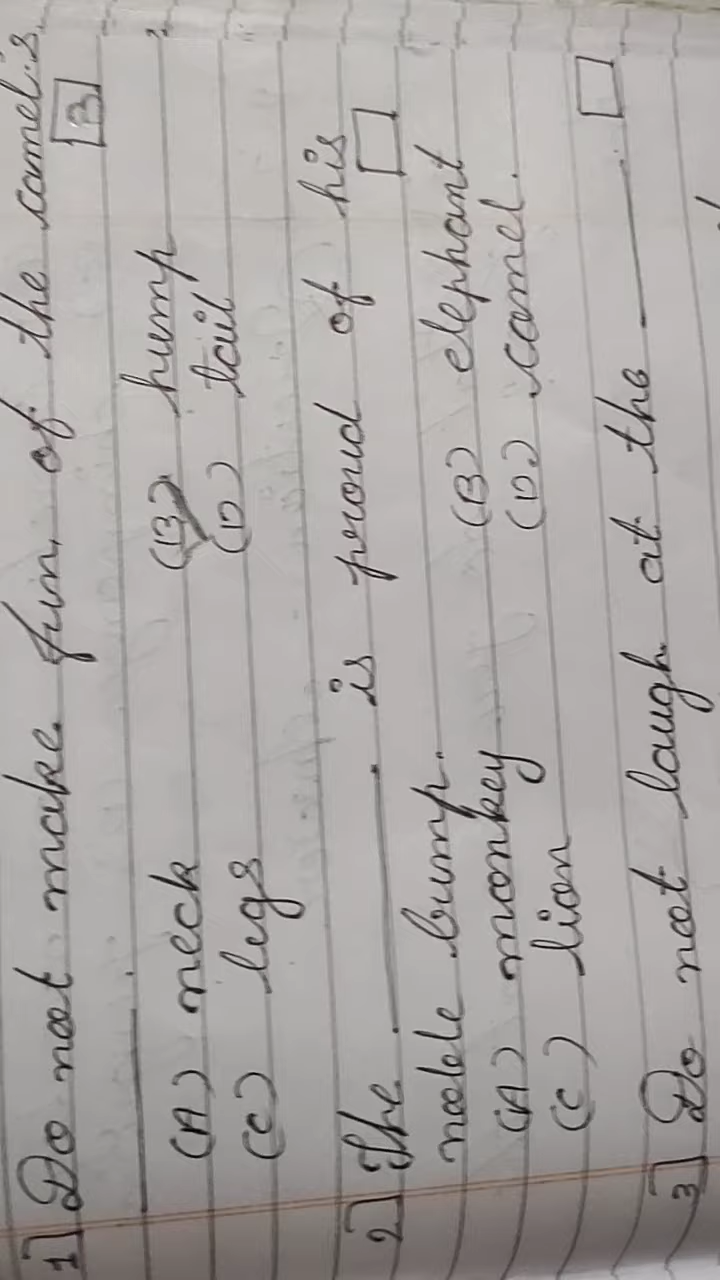 1] Do not make fun, of the camel's
_______. [B]
(A) neck (B) hump
(C) legs (D) tail
2] The _______. is proud of his
noble bump. [ ]
(A) monkey (B) elephant
(C) lion (D) camel.
3] Do not laugh at the _______. [ ]